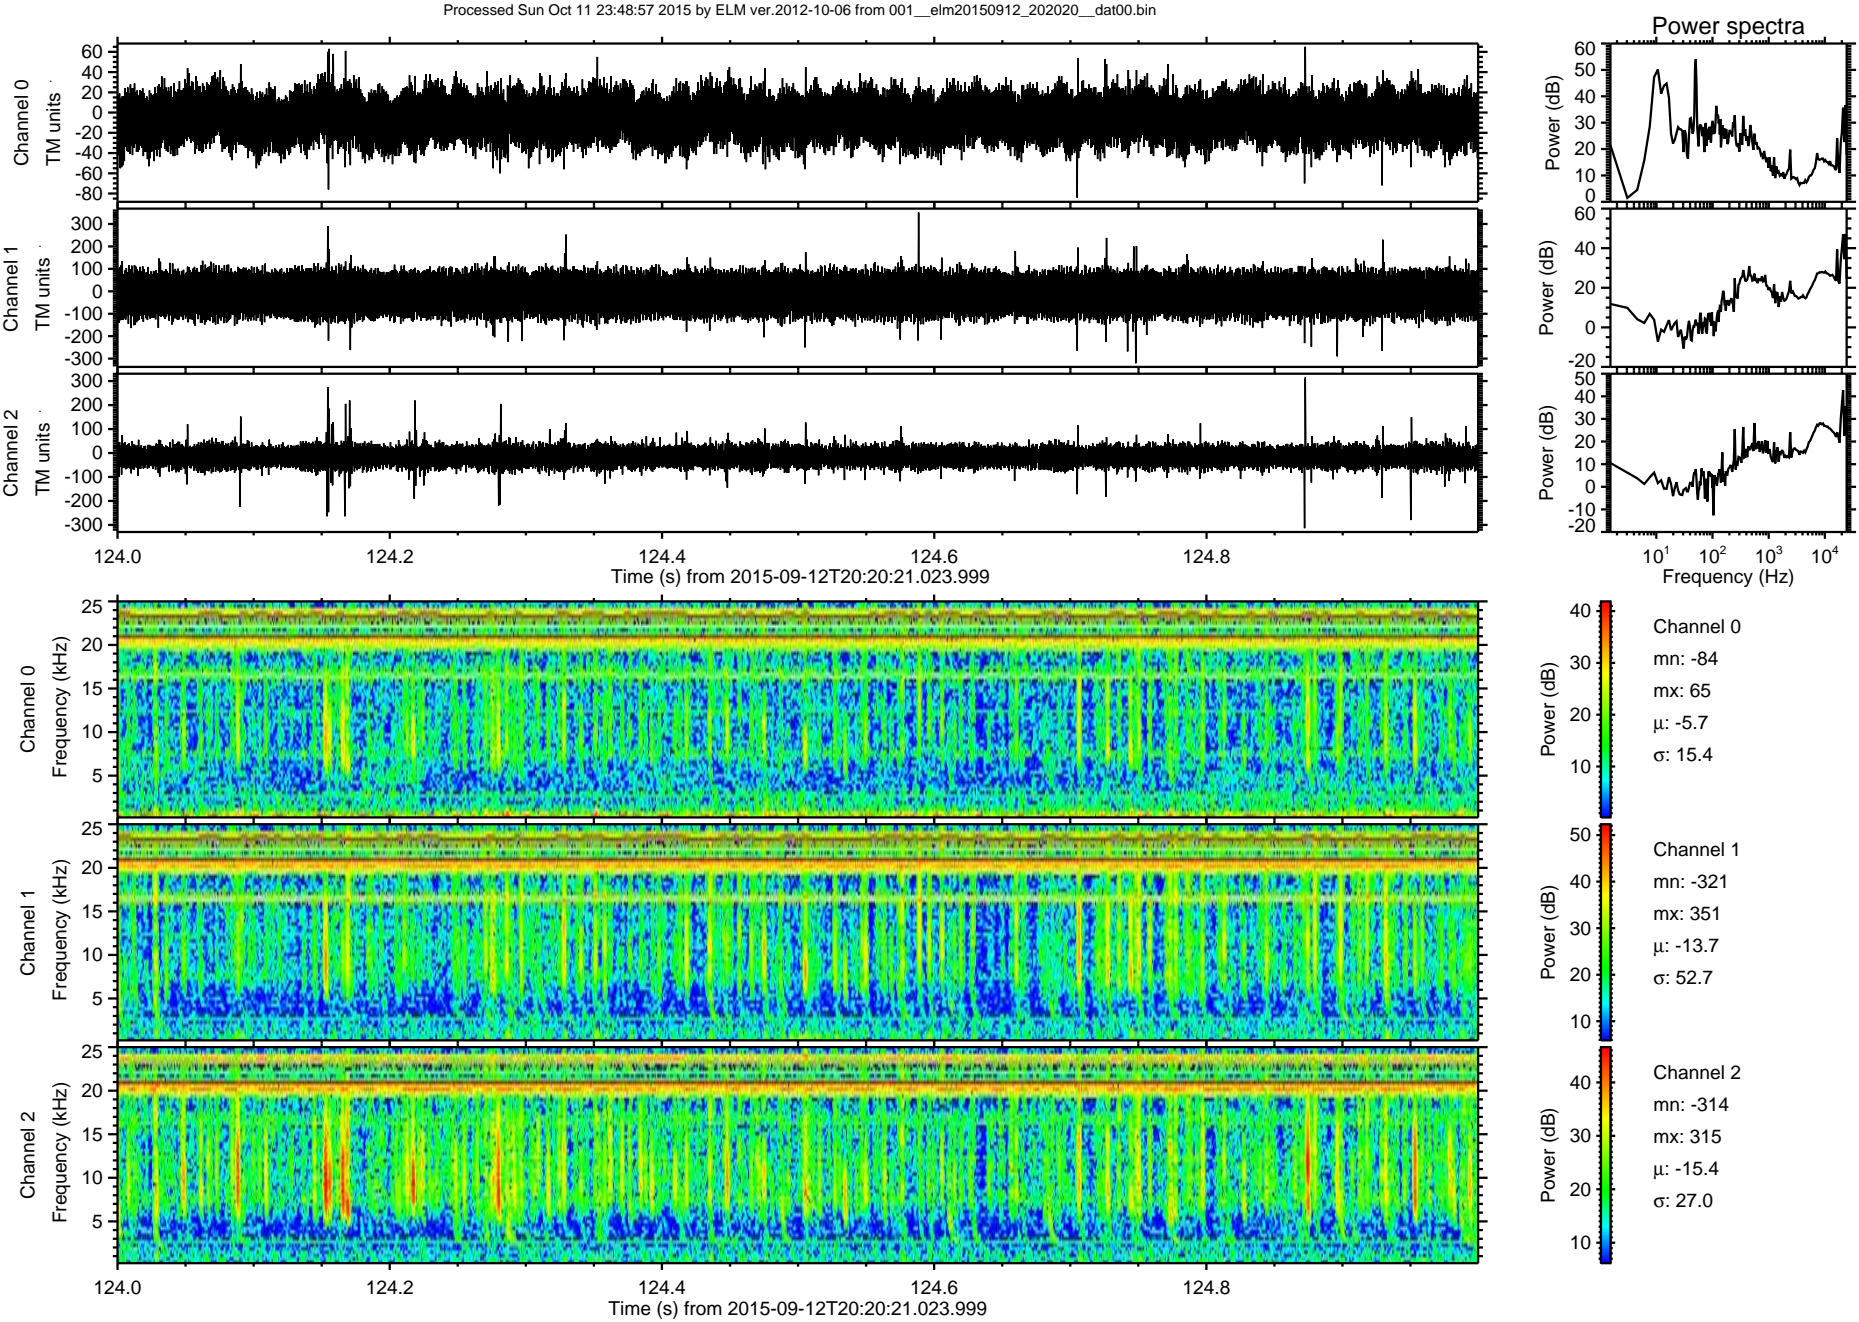 Processed Sun Oct 11 23:48:57 2015 by ELM ver.2012-10-06 from 001__elm20150912_202020__dat00.bin
Power spectra
Channel 0
TM units
60
40
20
0
-20
-40
-60
-80
Power (dB)
60
50
40
30
20
10
0
Channel 1
TM units
300
200
100
0
-100
-200
-300
Power (dB)
60
40
20
0
-20
Channel 2
TM units
300
200
100
0
-100
-200
-300
Power (dB)
50
40
30
20
10
0
-10
-20
124.0 124.2 124.4 124.6 124.8
Time (s) from 2015-09-12T20:20:21.023.999
10¹ 10² 10³ 10⁴
Frequency (Hz)
Channel 0
Frequency (kHz)
25
20
15
10
5
Power (dB)
40
30
20
10
Channel 0
mn: -84
mx: 65
μ: -5.7
σ: 15.4
Channel 1
Frequency (kHz)
25
20
15
10
5
Power (dB)
50
40
30
20
10
Channel 1
mn: -321
mx: 351
μ: -13.7
σ: 52.7
Channel 2
Frequency (kHz)
25
20
15
10
5
Power (dB)
40
30
20
10
Channel 2
mn: -314
mx: 315
μ: -15.4
σ: 27.0
124.0 124.2 124.4 124.6 124.8
Time (s) from 2015-09-12T20:20:21.023.999